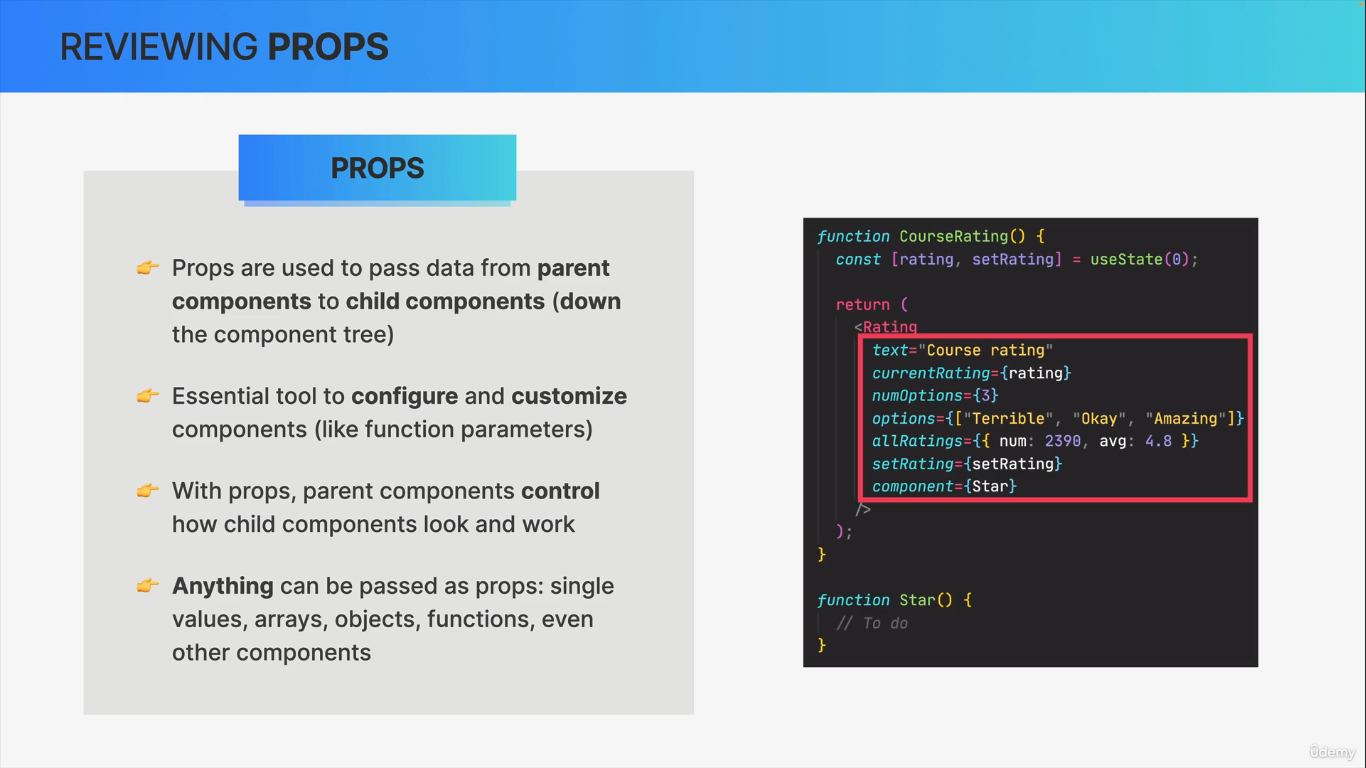 REVIEWING PROPS
PROPS
👉 Props are used to pass data from parent
components to child components (down
the component tree)
👉 Essential tool to configure and customize
components (like function parameters)
👉 With props, parent components control
how child components look and work
👉 Anything can be passed as props: single
values, arrays, objects, functions, even
other components
function CourseRating() {
  const [rating, setRating] = useState(0);
  return (
    <Rating
      text="Course rating"
      currentRating={rating}
      numOptions={3}
      options={["Terrible", "Okay", "Amazing"]}
      allRatings={{ num: 2390, avg: 4.8 }}
      setRating={setRating}
      component={Star}
    />
  );
}
function Star() {
  // To do
}
ûdemy